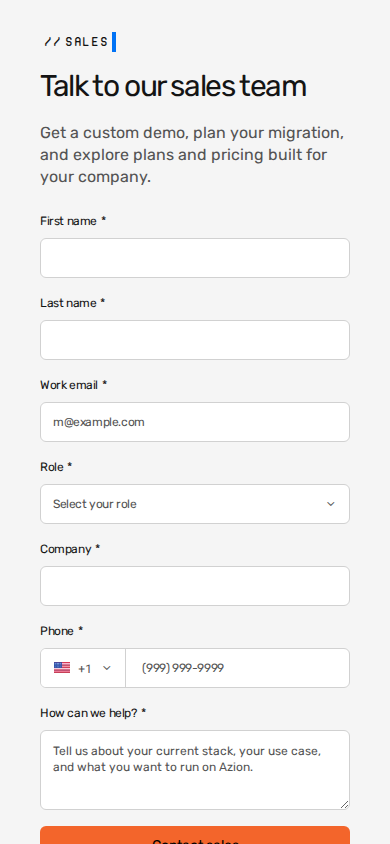 // SALES
Talk to our sales team
Get a custom demo, plan your migration,
and explore plans and pricing built for
your company.
First name *
Last name *
Work email *
m@example.com
Role *
Select your role
Company *
Phone *
+1 (999) 999-9999
How can we help? *
Tell us about your current stack, your use case,
and what you want to run on Azion.
Contact sales